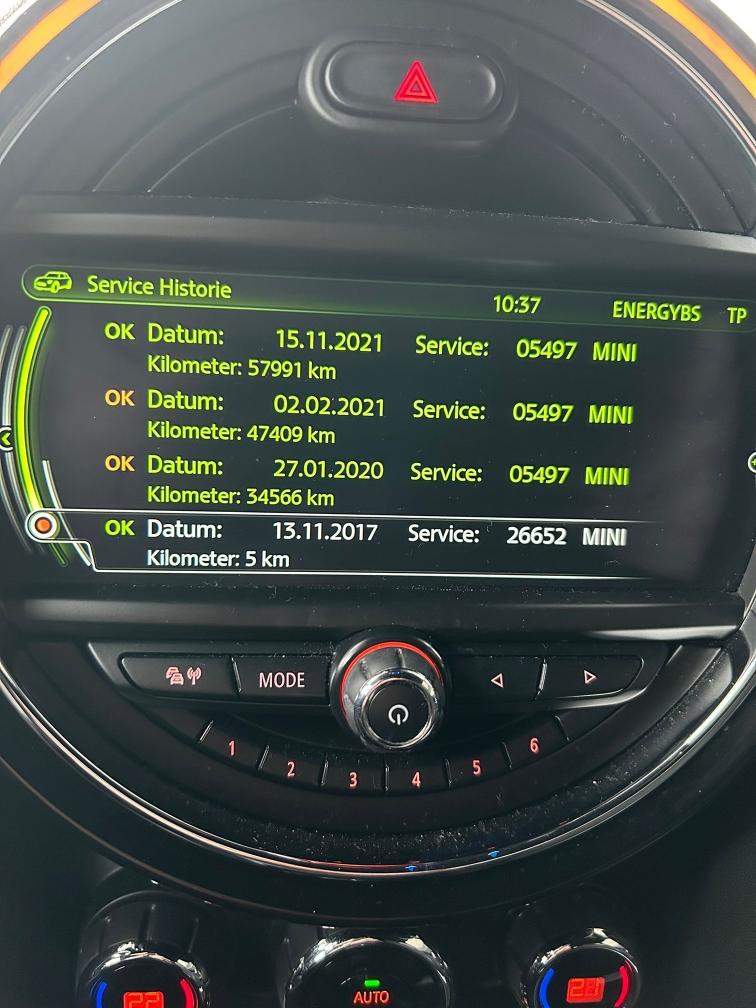 Service Historie 10:37 ENERGYBS TP
OK Datum: 15.11.2021 Service: 05497 MINI
Kilometer: 57991 km
OK Datum: 02.02.2021 Service: 05497 MINI
Kilometer: 47409 km
OK Datum: 27.01.2020 Service: 05497 MINI
Kilometer: 34566 km
OK Datum: 13.11.2017 Service: 26652 MINI
Kilometer: 5 km
MODE
1 2 3 4 5 6
22 AUTO